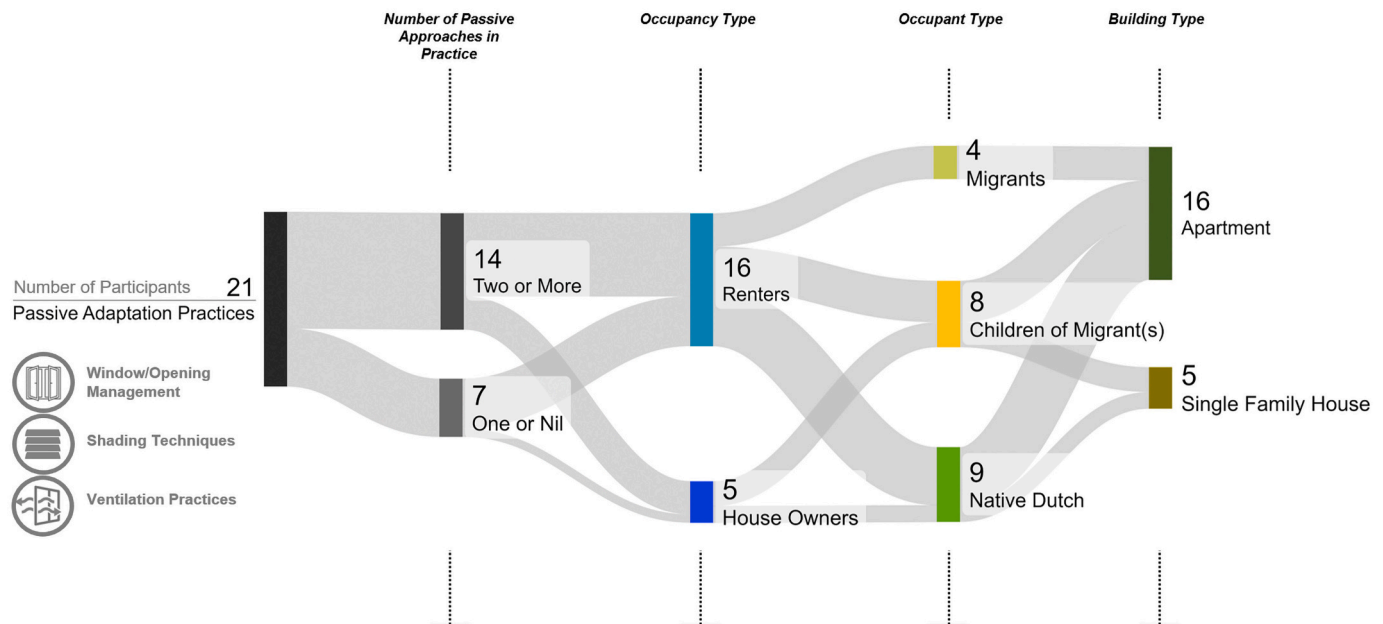 Number of Passive
Approaches in
Practice
Occupancy Type
Occupant Type
Building Type
4
Migrants
16
Apartment
14
Two or More
16
Renters
Number of Participants 21
Passive Adaptation Practices
8
Children of Migrant(s)
Window/Opening
Management
7
One or Nil
5
Single Family House
Shading Techniques
Ventilation Practices
5
House Owners
9
Native Dutch